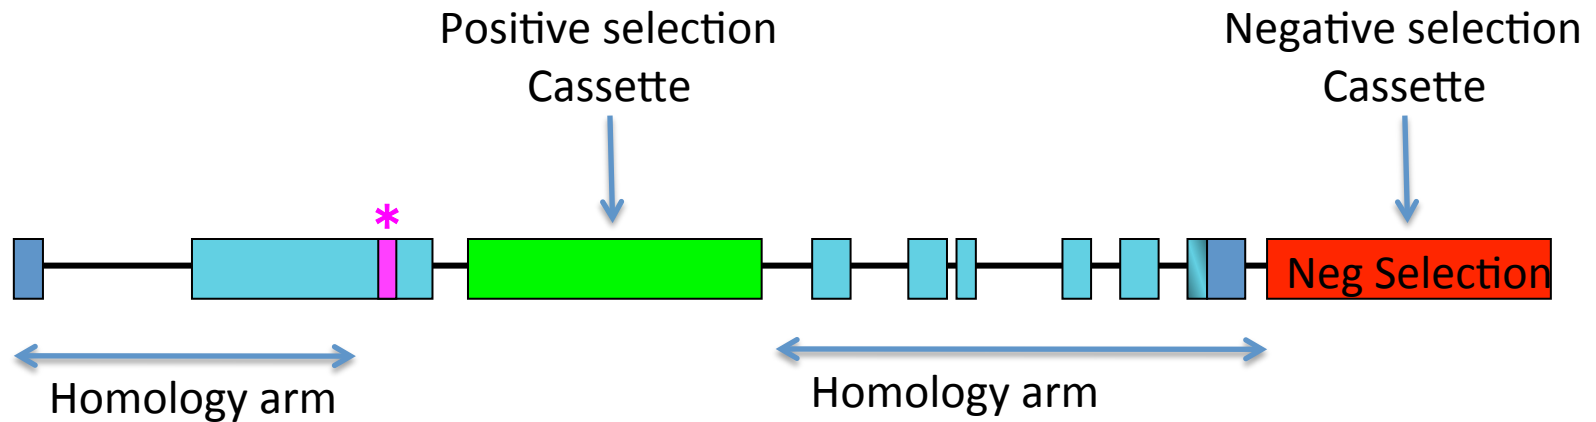 Positive selection
Cassette
Negative selection
Cassette
*
Neg Selection
Homology arm
Homology arm